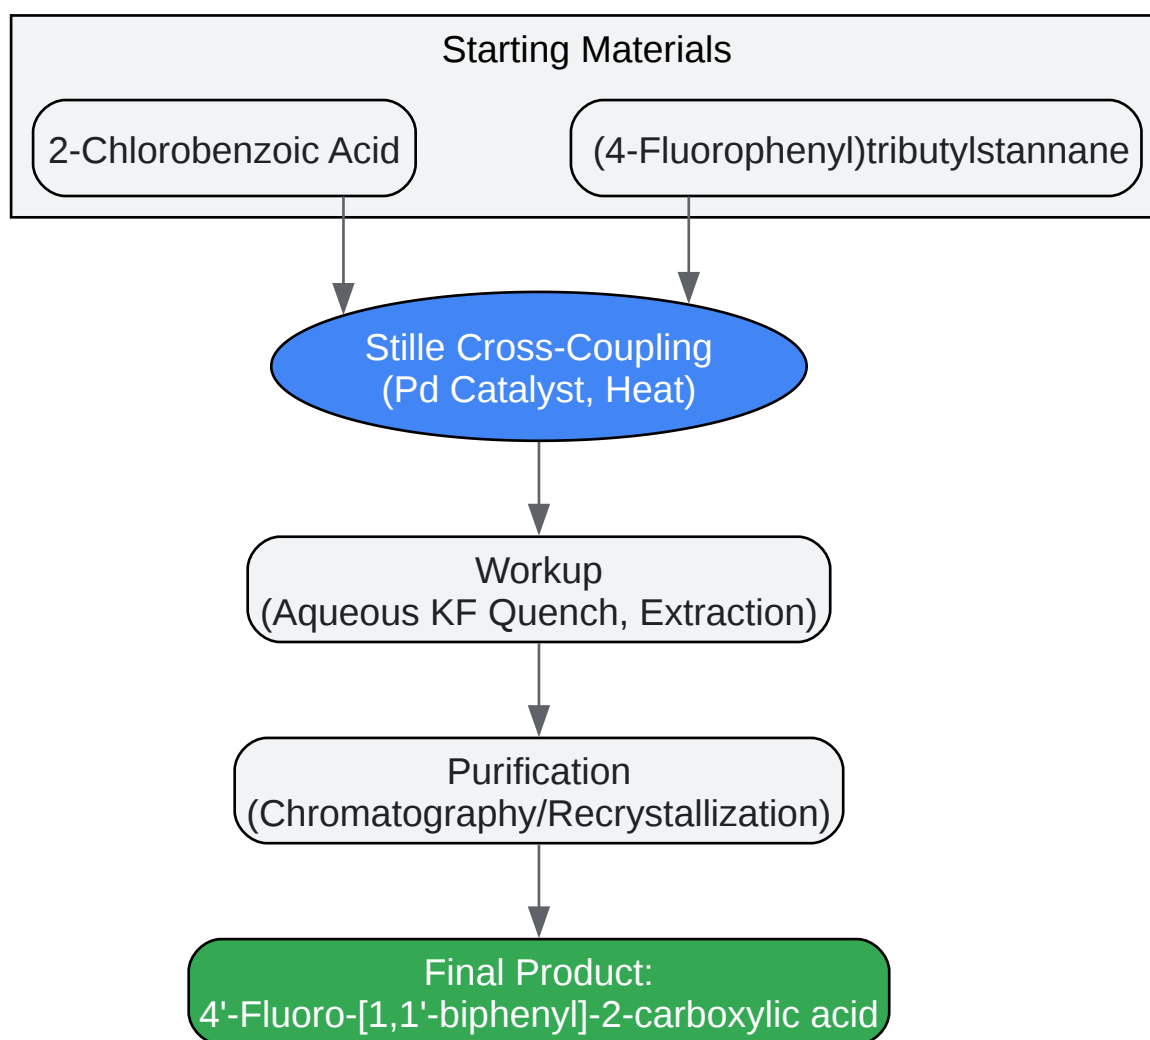 Starting Materials
2-Chlorobenzoic Acid
(4-Fluorophenyl)tributylstannane
Stille Cross-Coupling
(Pd Catalyst, Heat)
Workup
(Aqueous KF Quench, Extraction)
Purification
(Chromatography/Recrystallization)
Final Product:
4'-Fluoro-[1,1'-biphenyl]-2-carboxylic acid